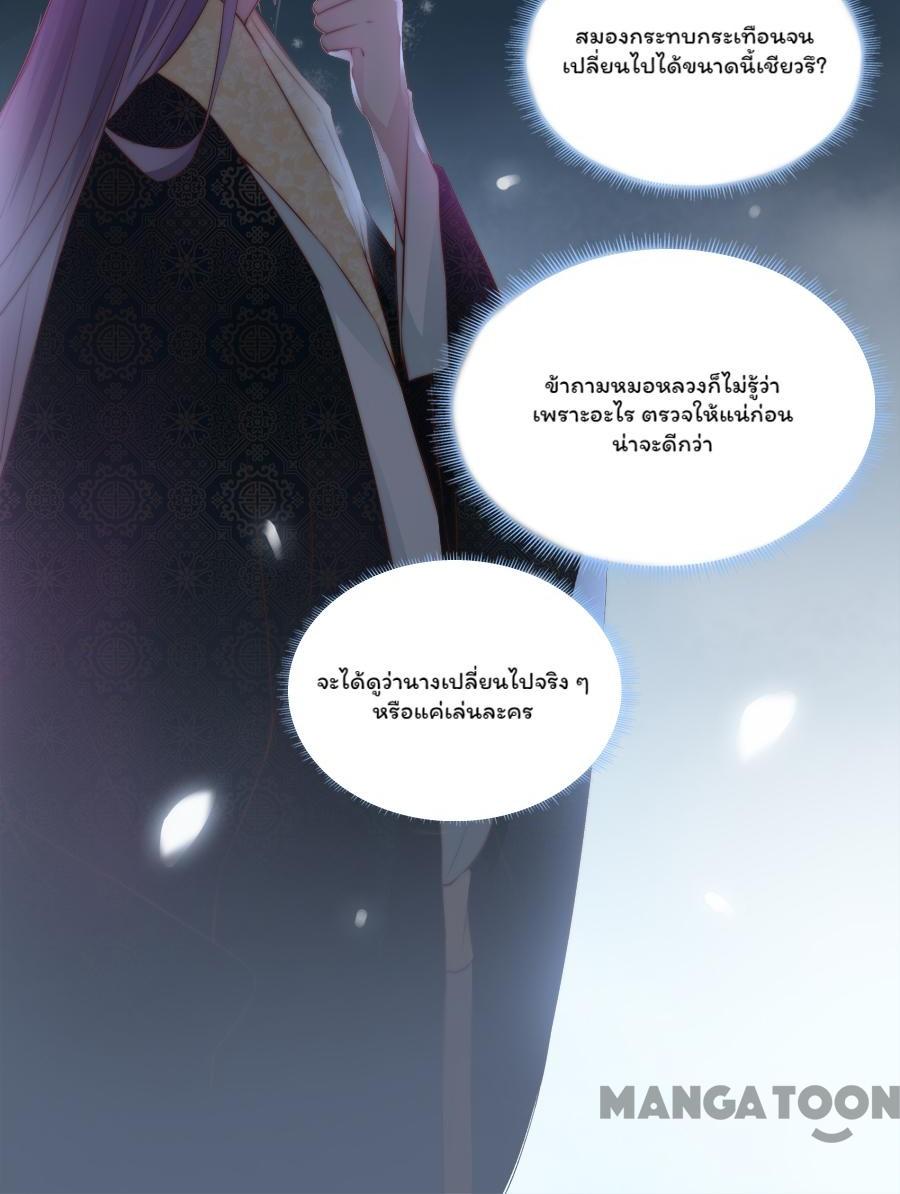 สมองกระทบกระเทือนจน
เปลี่ยนไปได้ขนาดนี้เชียวรึ?
ข้าถามหมอหลวงก็ไม่รู้ว่า
เพราะอะไร ตรวจให้แน่ก่อน
น่าจะดีกว่า
จะได้ดูว่านางเปลี่ยนไปจริง ๆ
หรือแค่เล่นละคร
MANGATOON